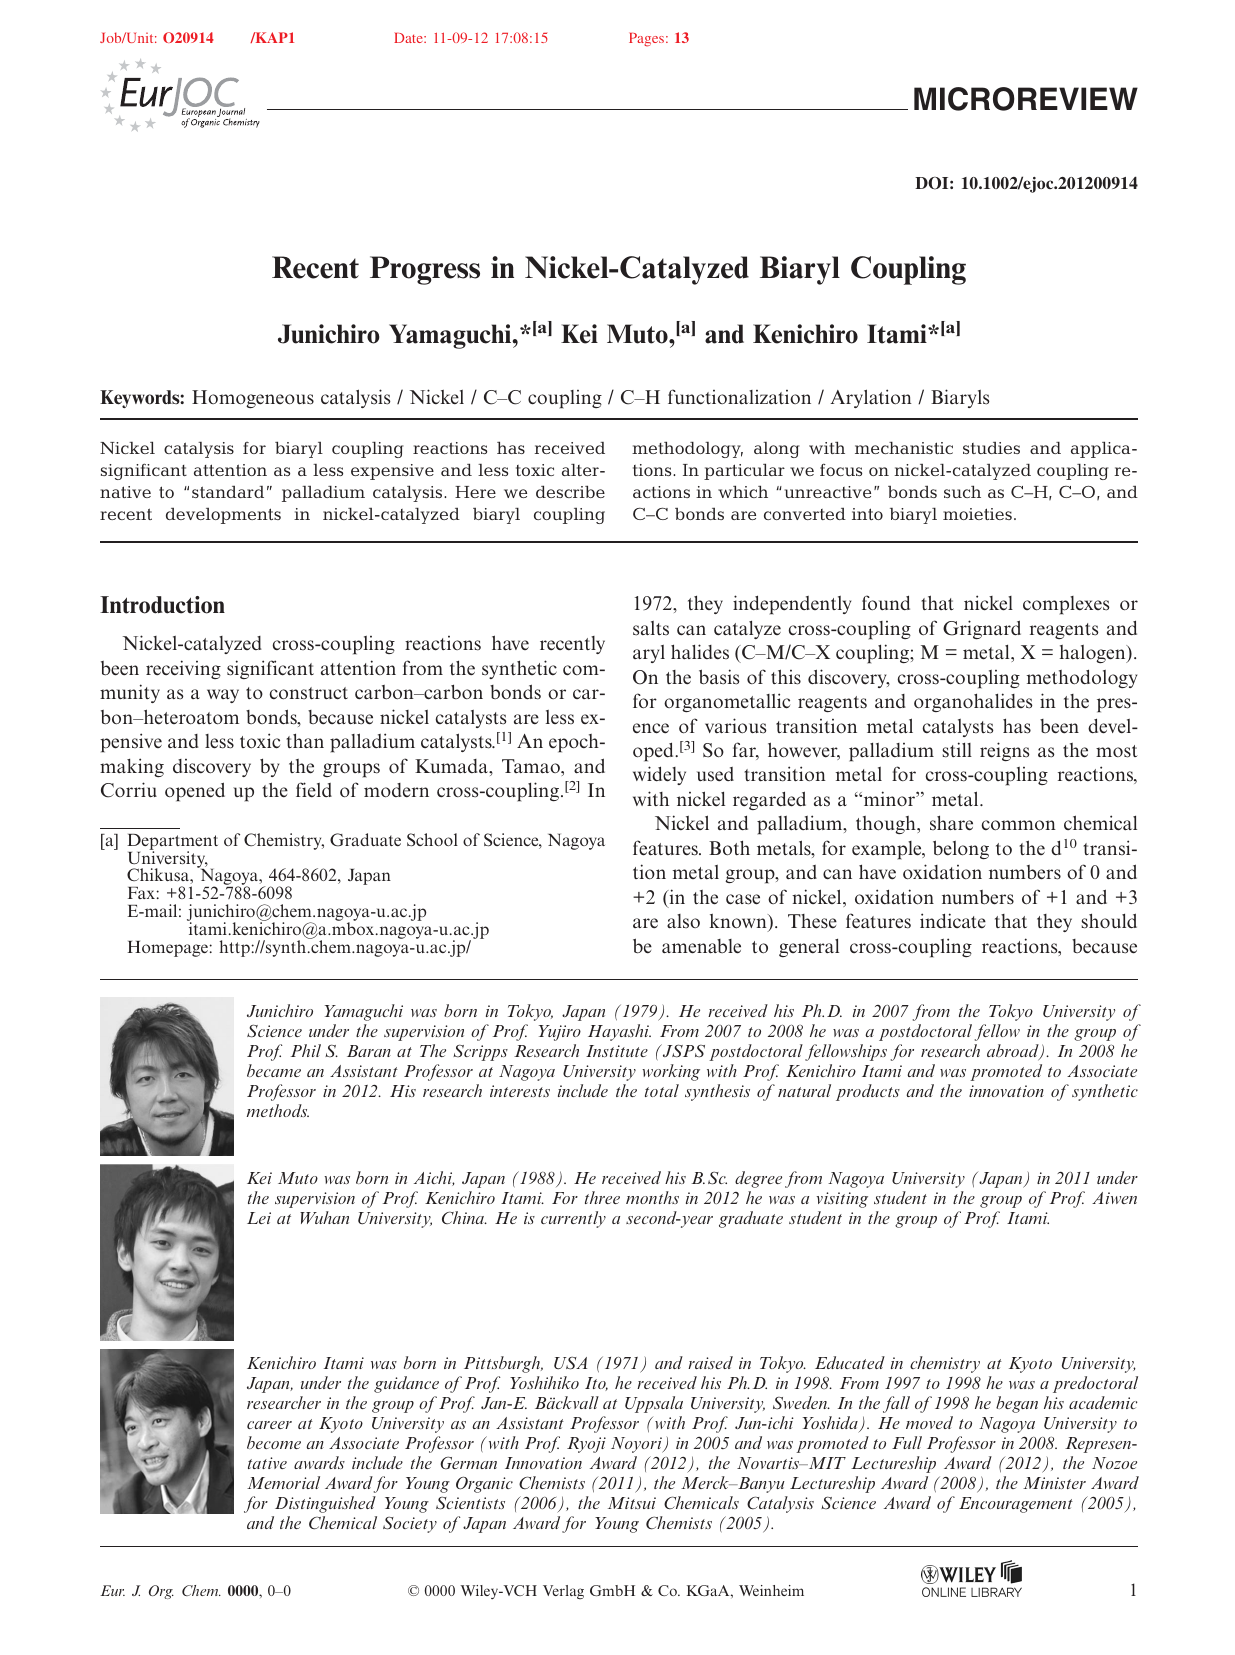 Job/Unit: O20914 /KAP1 Date: 11-09-12 17:08:15 Pages: 13
EurJOC
European Journal
of Organic Chemistry
MICROREVIEW
DOI: 10.1002/ejoc.201200914
Recent Progress in Nickel-Catalyzed Biaryl Coupling
Junichiro Yamaguchi,*[a] Kei Muto,[a] and Kenichiro Itami*[a]
Keywords: Homogeneous catalysis / Nickel / C–C coupling / C–H functionalization / Arylation / Biaryls
Nickel catalysis for biaryl coupling reactions has received
significant attention as a less expensive and less toxic alter-
native to “standard” palladium catalysis. Here we describe
recent developments in nickel-catalyzed biaryl coupling
methodology, along with mechanistic studies and applica-
tions. In particular we focus on nickel-catalyzed coupling re-
actions in which “unreactive” bonds such as C–H, C–O, and
C–C bonds are converted into biaryl moieties.
Introduction
Nickel-catalyzed cross-coupling reactions have recently
been receiving significant attention from the synthetic com-
munity as a way to construct carbon–carbon bonds or car-
bon–heteroatom bonds, because nickel catalysts are less ex-
pensive and less toxic than palladium catalysts.[1] An epoch-
making discovery by the groups of Kumada, Tamao, and
Corriu opened up the field of modern cross-coupling.[2] In
[a] Department of Chemistry, Graduate School of Science, Nagoya
University,
Chikusa, Nagoya, 464-8602, Japan
Fax: +81-52-788-6098
E-mail: junichiro@chem.nagoya-u.ac.jp
itami.kenichiro@a.mbox.nagoya-u.ac.jp
Homepage: http://synth.chem.nagoya-u.ac.jp/
1972, they independently found that nickel complexes or
salts can catalyze cross-coupling of Grignard reagents and
aryl halides (C–M/C–X coupling; M = metal, X = halogen).
On the basis of this discovery, cross-coupling methodology
for organometallic reagents and organohalides in the pres-
ence of various transition metal catalysts has been devel-
oped.[3] So far, however, palladium still reigns as the most
widely used transition metal for cross-coupling reactions,
with nickel regarded as a “minor” metal.
Nickel and palladium, though, share common chemical
features. Both metals, for example, belong to the d10 transi-
tion metal group, and can have oxidation numbers of 0 and
+2 (in the case of nickel, oxidation numbers of +1 and +3
are also known). These features indicate that they should
be amenable to general cross-coupling reactions, because
Junichiro Yamaguchi was born in Tokyo, Japan (1979). He received his Ph.D. in 2007 from the Tokyo University of
Science under the supervision of Prof. Yujiro Hayashi. From 2007 to 2008 he was a postdoctoral fellow in the group of
Prof. Phil S. Baran at The Scripps Research Institute (JSPS postdoctoral fellowships for research abroad). In 2008 he
became an Assistant Professor at Nagoya University working with Prof. Kenichiro Itami and was promoted to Associate
Professor in 2012. His research interests include the total synthesis of natural products and the innovation of synthetic
methods.
Kei Muto was born in Aichi, Japan (1988). He received his B.Sc. degree from Nagoya University (Japan) in 2011 under
the supervision of Prof. Kenichiro Itami. For three months in 2012 he was a visiting student in the group of Prof. Aiwen
Lei at Wuhan University, China. He is currently a second-year graduate student in the group of Prof. Itami.
Kenichiro Itami was born in Pittsburgh, USA (1971) and raised in Tokyo. Educated in chemistry at Kyoto University,
Japan, under the guidance of Prof. Yoshihiko Ito, he received his Ph.D. in 1998. From 1997 to 1998 he was a predoctoral
researcher in the group of Prof. Jan-E. Bäckvall at Uppsala University, Sweden. In the fall of 1998 he began his academic
career at Kyoto University as an Assistant Professor (with Prof. Jun-ichi Yoshida). He moved to Nagoya University to
become an Associate Professor (with Prof. Ryoji Noyori) in 2005 and was promoted to Full Professor in 2008. Represen-
tative awards include the German Innovation Award (2012), the Novartis–MIT Lectureship Award (2012), the Nozoe
Memorial Award for Young Organic Chemists (2011), the Merck–Banyu Lectureship Award (2008), the Minister Award
for Distinguished Young Scientists (2006), the Mitsui Chemicals Catalysis Science Award of Encouragement (2005),
and the Chemical Society of Japan Award for Young Chemists (2005).
Eur. J. Org. Chem. 0000, 0–0
© 0000 Wiley-VCH Verlag GmbH & Co. KGaA, Weinheim
WILEY
ONLINE LIBRARY
1